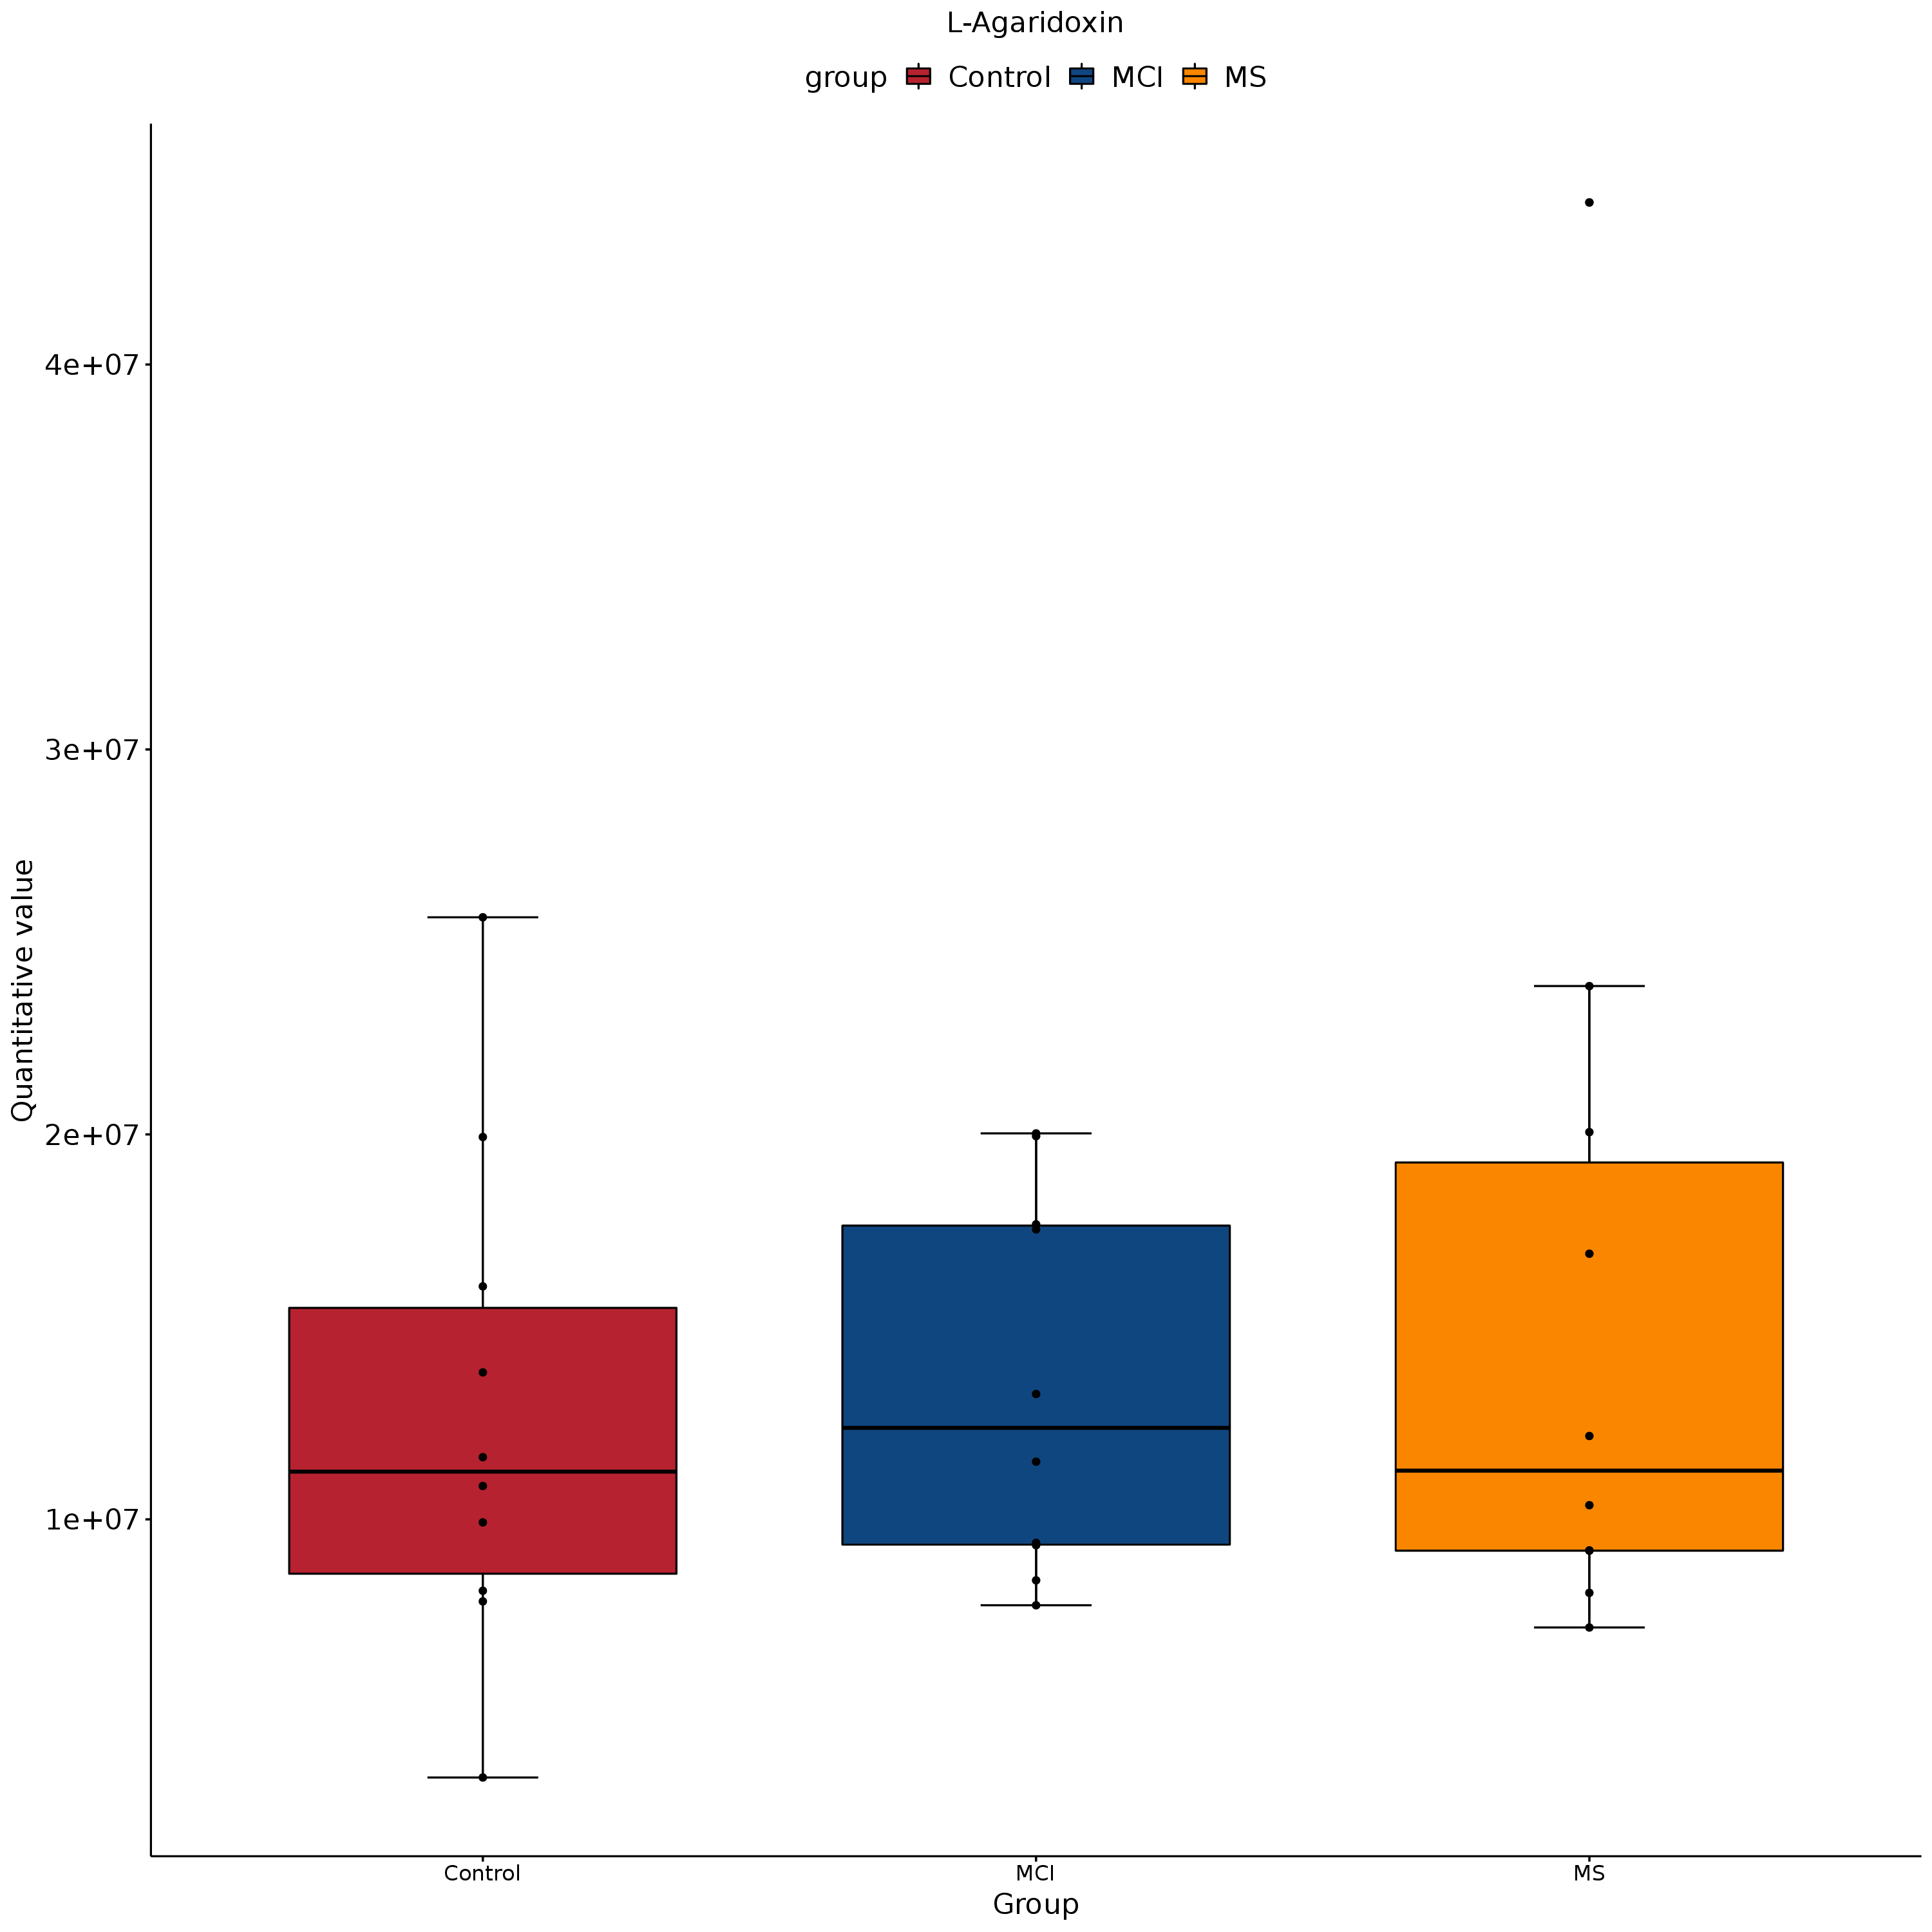 L-Agaridoxin
group Control MCI MS
4e+07
3e+07
2e+07
1e+07
Quantitative value
Control MCI MS
Group